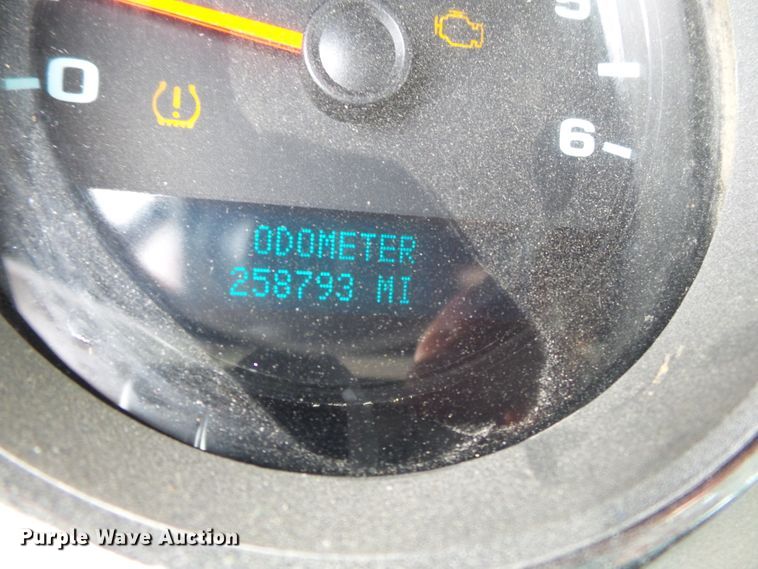 5
0
6
ODOMETER
258793 MI
Purple Wave Auction